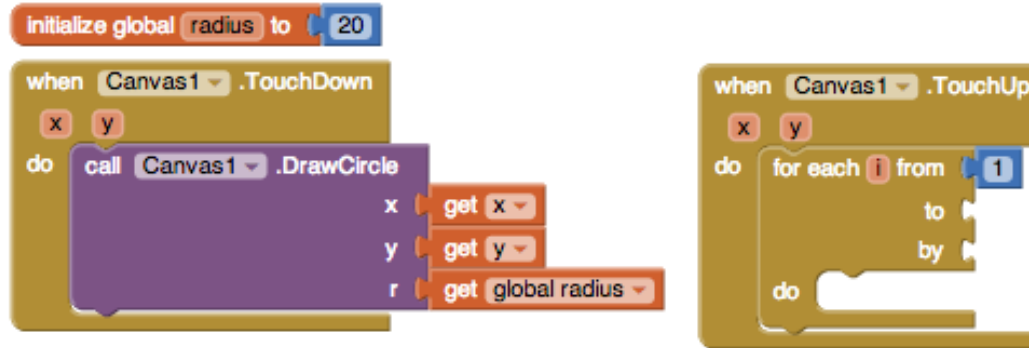 initialize global radius to 20
when Canvas1 .TouchDown
x y
do call Canvas1 .DrawCircle
x get x
y get y
r get global radius
when Canvas1 .TouchUp
x y
do for each i from 1
to
by
do